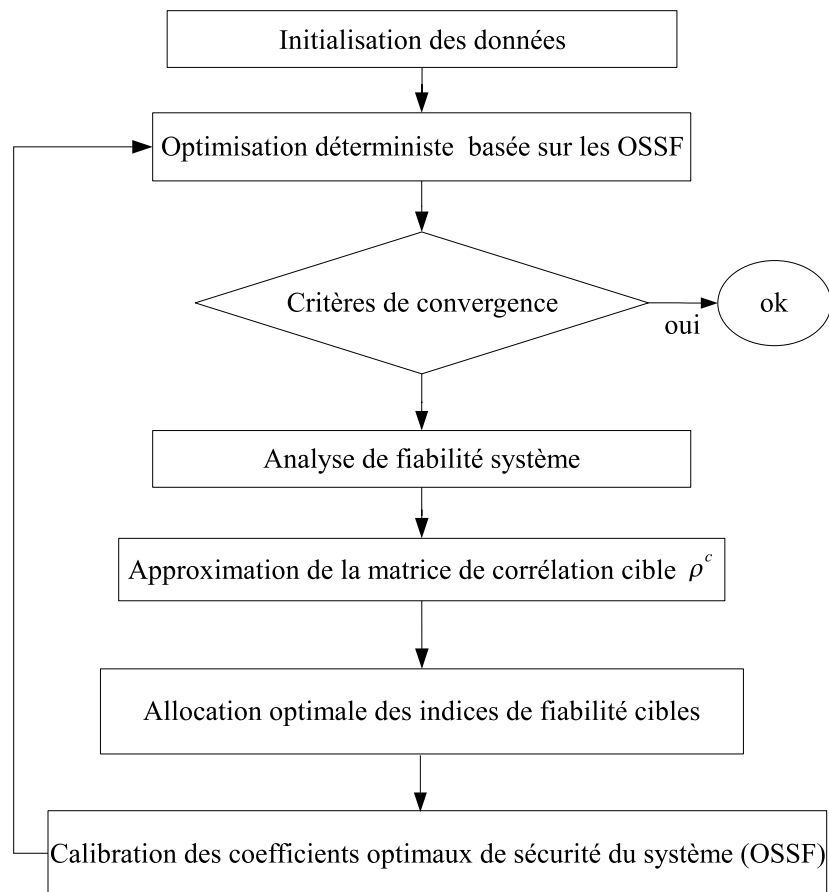 Initialisation des données
Optimisation déterministe basée sur les OSSF
Critères de convergence
oui
ok
Analyse de fiabilité système
Approximation de la matrice de corrélation cible ρ^c
Allocation optimale des indices de fiabilité cibles
Calibration des coefficients optimaux de sécurité du système (OSSF)